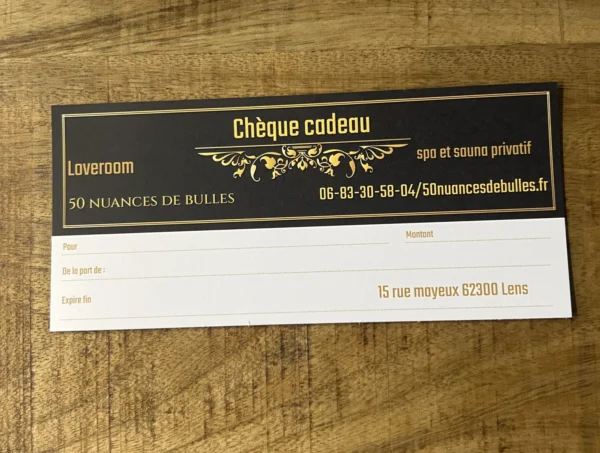 Chèque cadeau
Loveroom
spa et sauna privatif
50 NUANCES DE BULLES
06-83-30-58-04/50nuancesdebulles.fr
Pour
Montant
De la part de :
Expire fin
15 rue mayeux 62300 Lens